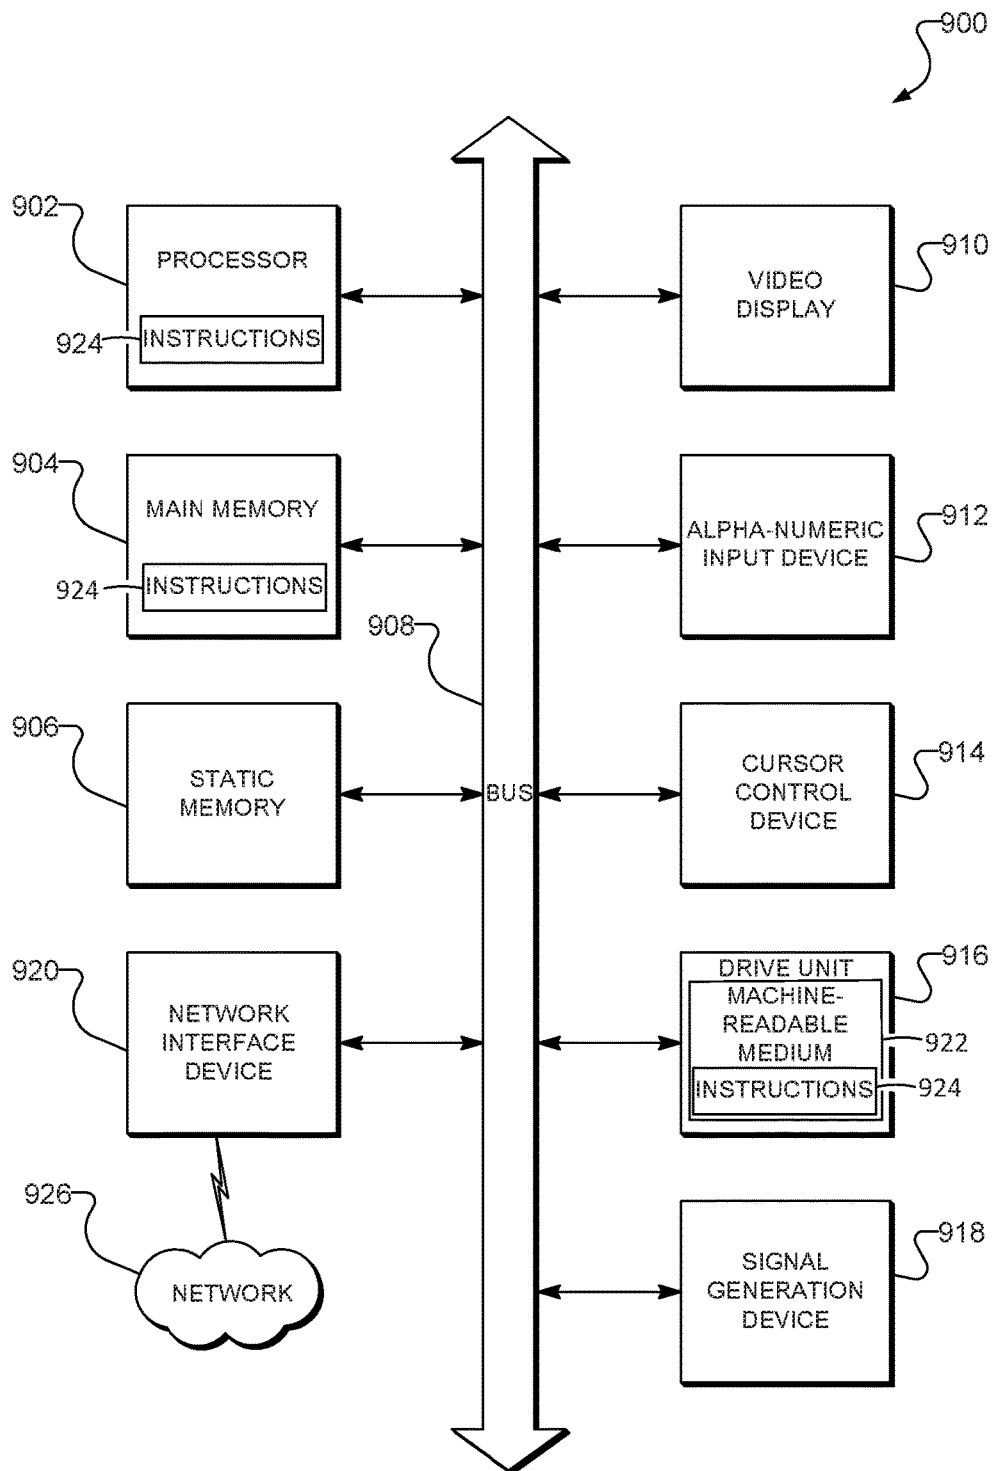 900
902
PROCESSOR
924
INSTRUCTIONS
910
VIDEO
DISPLAY
904
MAIN MEMORY
924
INSTRUCTIONS
912
ALPHA-NUMERIC
INPUT DEVICE
908
906
STATIC
MEMORY
BUS
914
CURSOR
CONTROL
DEVICE
920
NETWORK
INTERFACE
DEVICE
916
DRIVE UNIT
MACHINE-
READABLE
MEDIUM
922
INSTRUCTIONS
924
926
NETWORK
918
SIGNAL
GENERATION
DEVICE